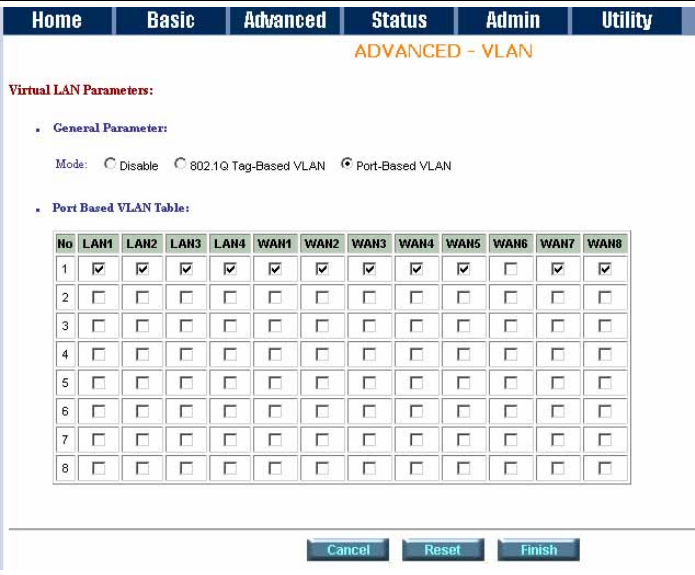 Home Basic Advanced Status Admin Utility
ADVANCED - VLAN
Virtual LAN Parameters:
General Parameter:
Mode: Disable 802.1Q Tag-Based VLAN Port-Based VLAN
Port Based VLAN Table:
No LAN1 LAN2 LAN3 LAN4 WAN1 WAN2 WAN3 WAN4 WAN5 WAN6 WAN7 WAN8
1
2
3
4
5
6
7
8
Cancel Reset Finish